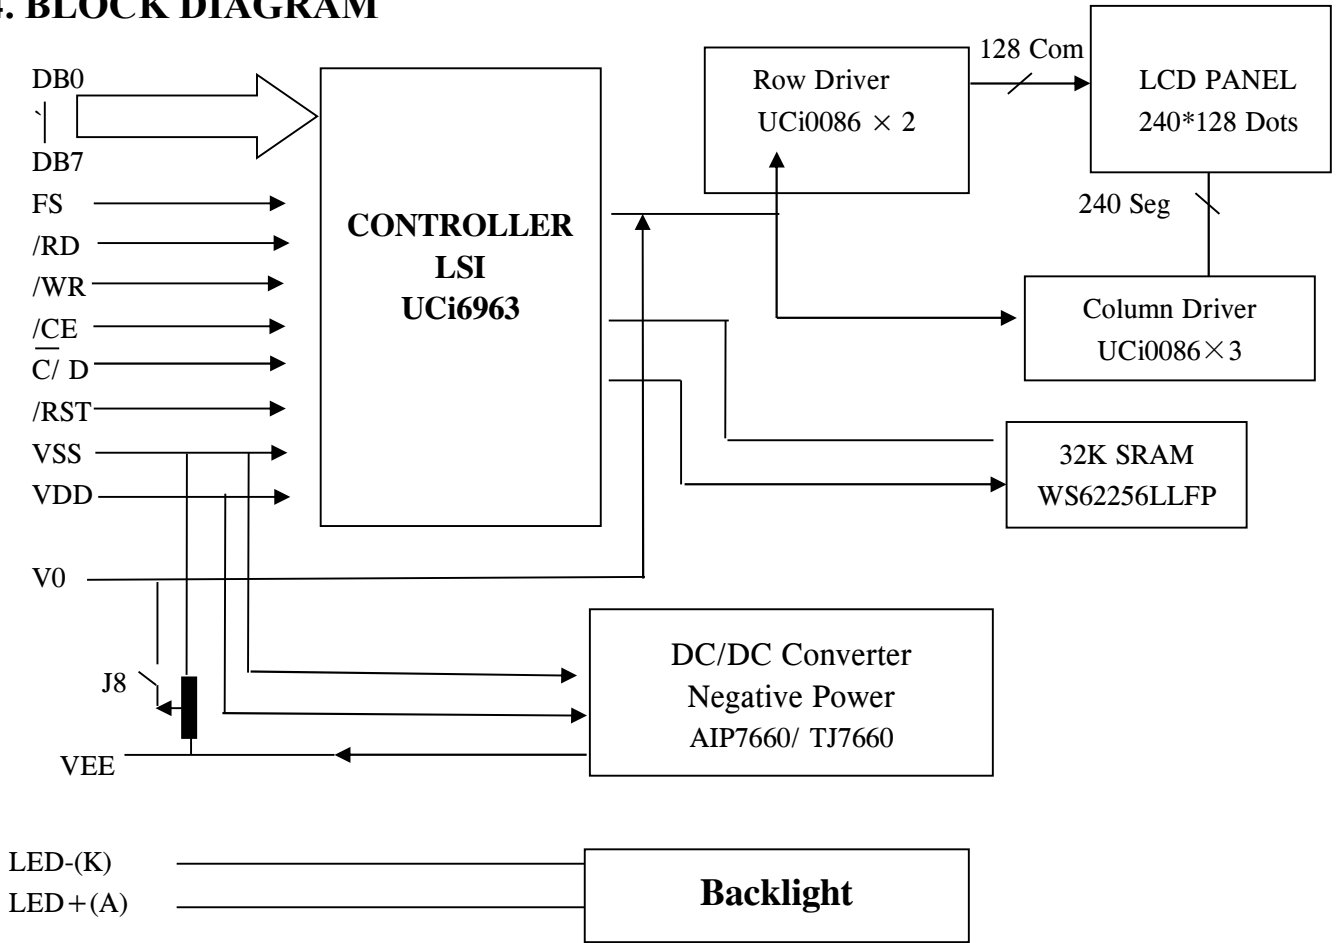 4. BLOCK DIAGRAM
DB0
DB7
FS
/RD
/WR
/CE
C/ D
/RST
VSS
VDD
V0
J8
VEE
CONTROLLER
LSI
UCi6963
Row Driver
UCi0086 × 2
128 Com
LCD PANEL
240*128 Dots
240 Seg
Column Driver
UCi0086×3
32K SRAM
WS62256LLFP
DC/DC Converter
Negative Power
AIP7660/ TJ7660
LED-(K)
LED+(A)
Backlight